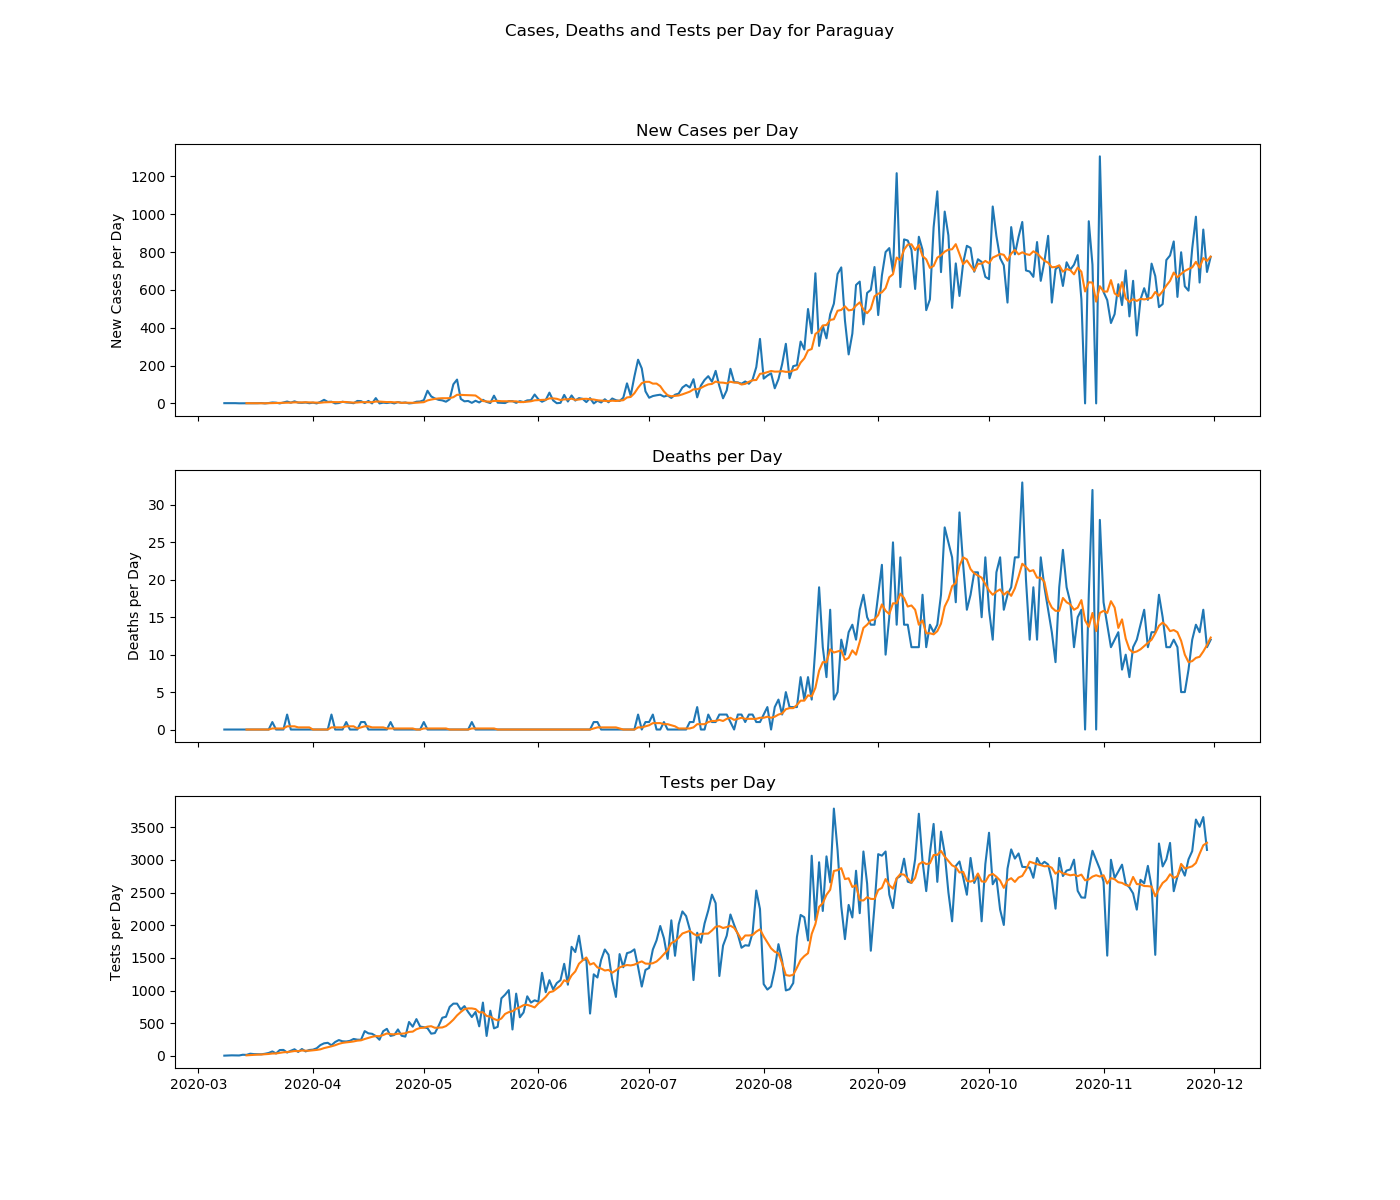 Cases, Deaths and Tests per Day for Paraguay
New Cases per Day
New Cases per Day
1200
1000
800
600
400
200
0
Deaths per Day
Deaths per Day
30
25
20
15
10
5
0
Tests per Day
Tests per Day
3500
3000
2500
2000
1500
1000
500
0
2020-03 2020-04 2020-05 2020-06 2020-07 2020-08 2020-09 2020-10 2020-11 2020-12